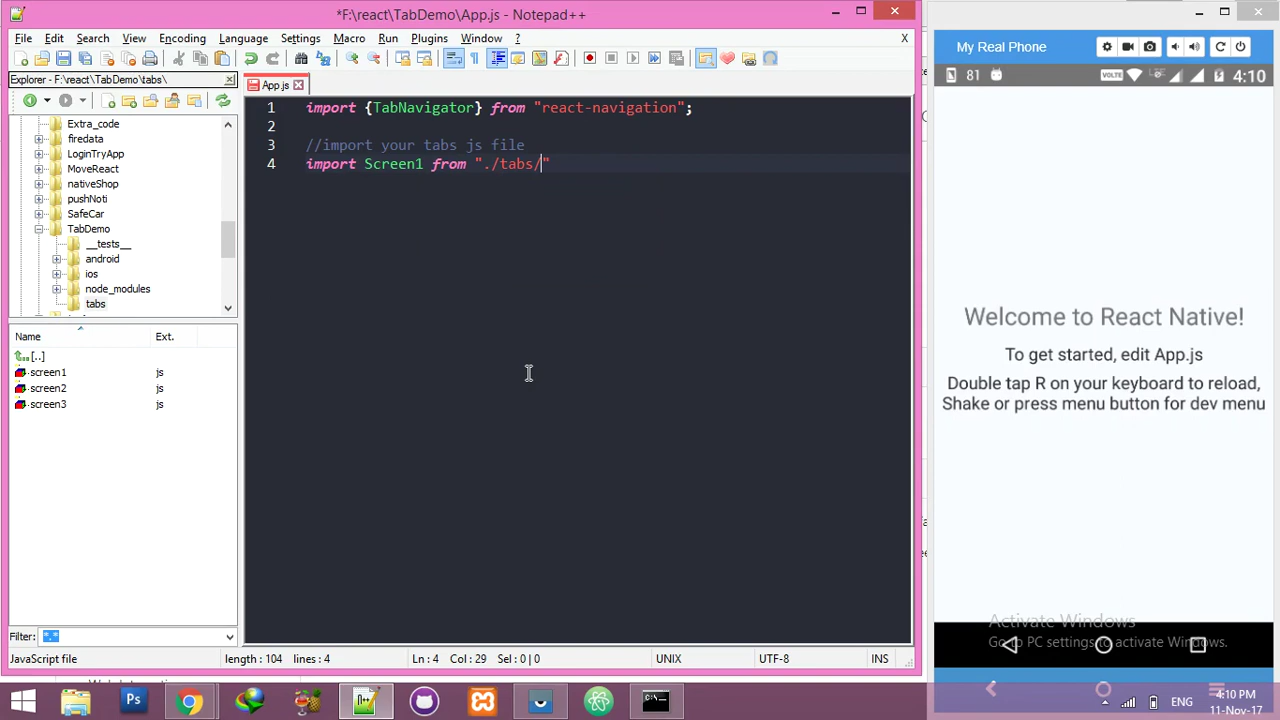 *F:\react\TabDemo\App.js - Notepad++
File Edit Search View Encoding Language Settings Macro Run Plugins Window ? X
Explorer - F:\react\TabDemo\tabs\
Extra_code
firedata
LoginTryApp
MoveReact
nativeShop
pushNoti
SafeCar
TabDemo
__tests__
android
ios
node_modules
tabs
Name Ext.
[..]
screen1 js
screen2 js
screen3 js
Filter: *.*
App.js
1 import {TabNavigator} from "react-navigation";
2
3 //import your tabs js file
4 import Screen1 from "./tabs/"
JavaScript file length : 104 lines : 4 Ln : 4 Col : 29 Sel : 0 | 0 UNIX UTF-8 INS
My Real Phone
81 VOLTE 4:10
Welcome to React Native!
To get started, edit App.js
Double tap R on your keyboard to reload,
Shake or press menu button for dev menu
Activate Windows
Go to PC settings to activate Windows.
Ps N++ ENG 4:10 PM
11-Nov-17